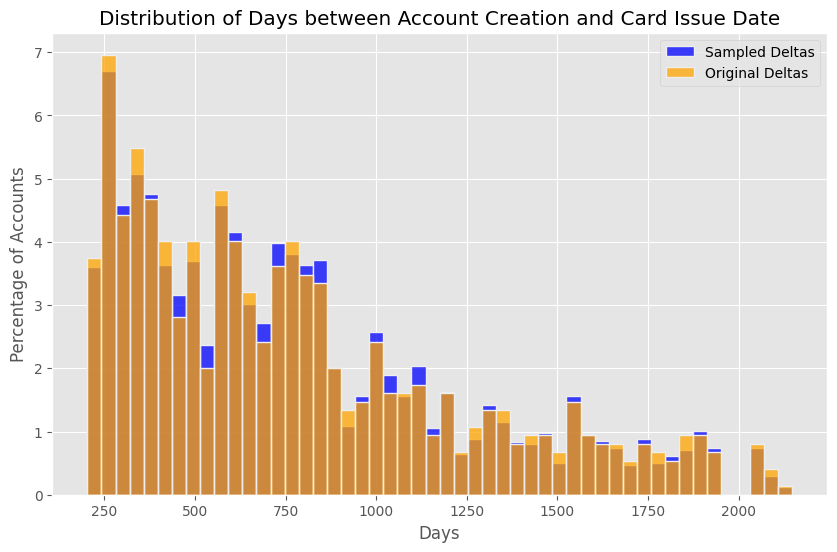 Distribution of Days between Account Creation and Card Issue Date
Sampled Deltas
Original Deltas
7
6
5
4
3
2
1
0
Percentage of Accounts
250 500 750 1000 1250 1500 1750 2000
Days